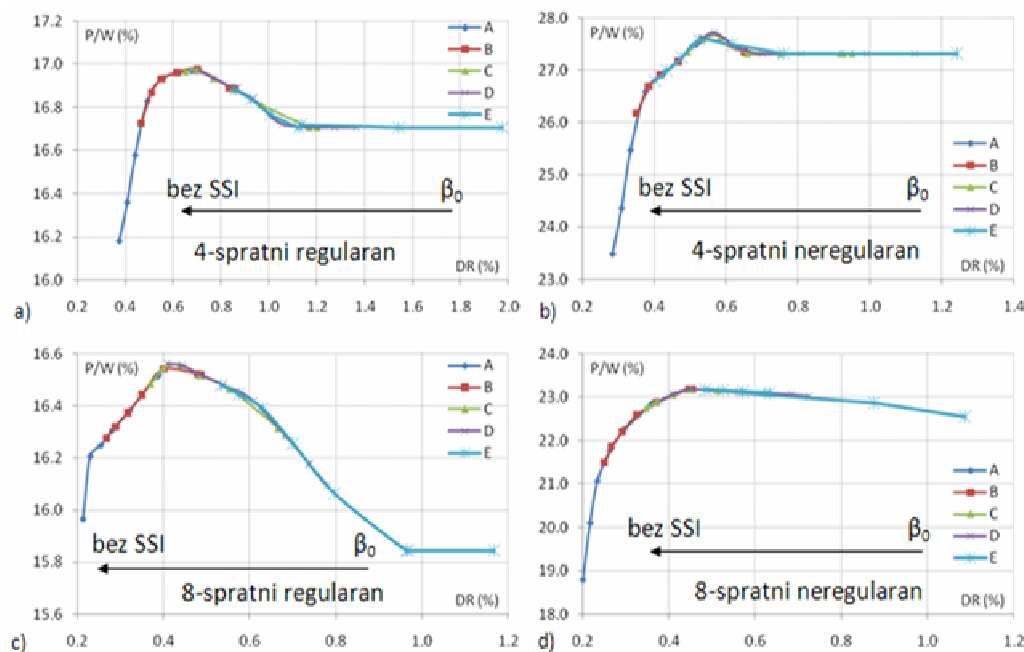 17.2
P/W (%)
17.0
16.8
16.6
16.4
16.2
16.0
A
B
C
D
E
bez SSI
β₀
4-spratni regularan
DR (%)
0.2 0.4 0.6 0.8 1.0 1.2 1.4 1.6 1.8 2.0
a)
28.0
P/W (%)
27.0
26.0
25.0
24.0
23.0
A
B
C
D
E
bez SSI
β₀
4-spratni neregularan
DR (%)
0.2 0.4 0.6 0.8 1.0 1.2 1.4
b)
16.6
P/W (%)
16.4
16.2
16.0
15.8
15.6
A
B
C
D
E
bez SSI
β₀
8-spratni regularan
DR (%)
0.2 0.4 0.6 0.8 1.0 1.2
c)
24.0
P/W (%)
23.0
22.0
21.0
20.0
19.0
18.0
A
B
C
D
E
bez SSI
β₀
8-spratni neregularan
DR (%)
0.2 0.4 0.6 0.8 1.0 1.2
d)